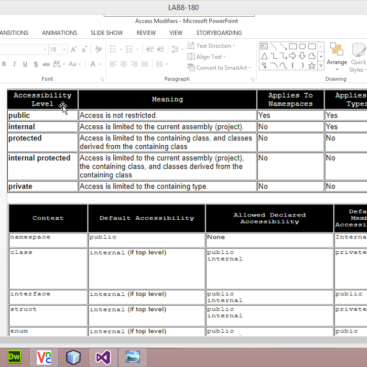 LAB8-180
Access Modifiers - Microsoft PowerPoint
ANSITIONS ANIMATIONS SLIDE SHOW REVIEW VIEW STORYBOARDING
Text Direction
Align Text
Convert to SmartArt
Arrange Quick
Styles
Font Paragraph Drawing
Accessibility Level Meaning Applies To Namespaces Applies Types
public Access is not restricted. Yes Yes
internal Access is limited to the current assembly (project). No Yes
protected Access is limited to the containing class, and classes derived from the containing class No No
internal protected Access is limited to the current assembly (project), the containing class, and classes derived from the containing class No No
private Access is limited to the containing type. No No
Context Default Accessibility Allowed Declared Accessibility Defa Memb Accessi
namespace public None Interna
class internal (if top level) public internal private
interface internal (if top level) public internal public
struct internal (if top level) public internal private
enum internal (if top level) public pubic
Dw